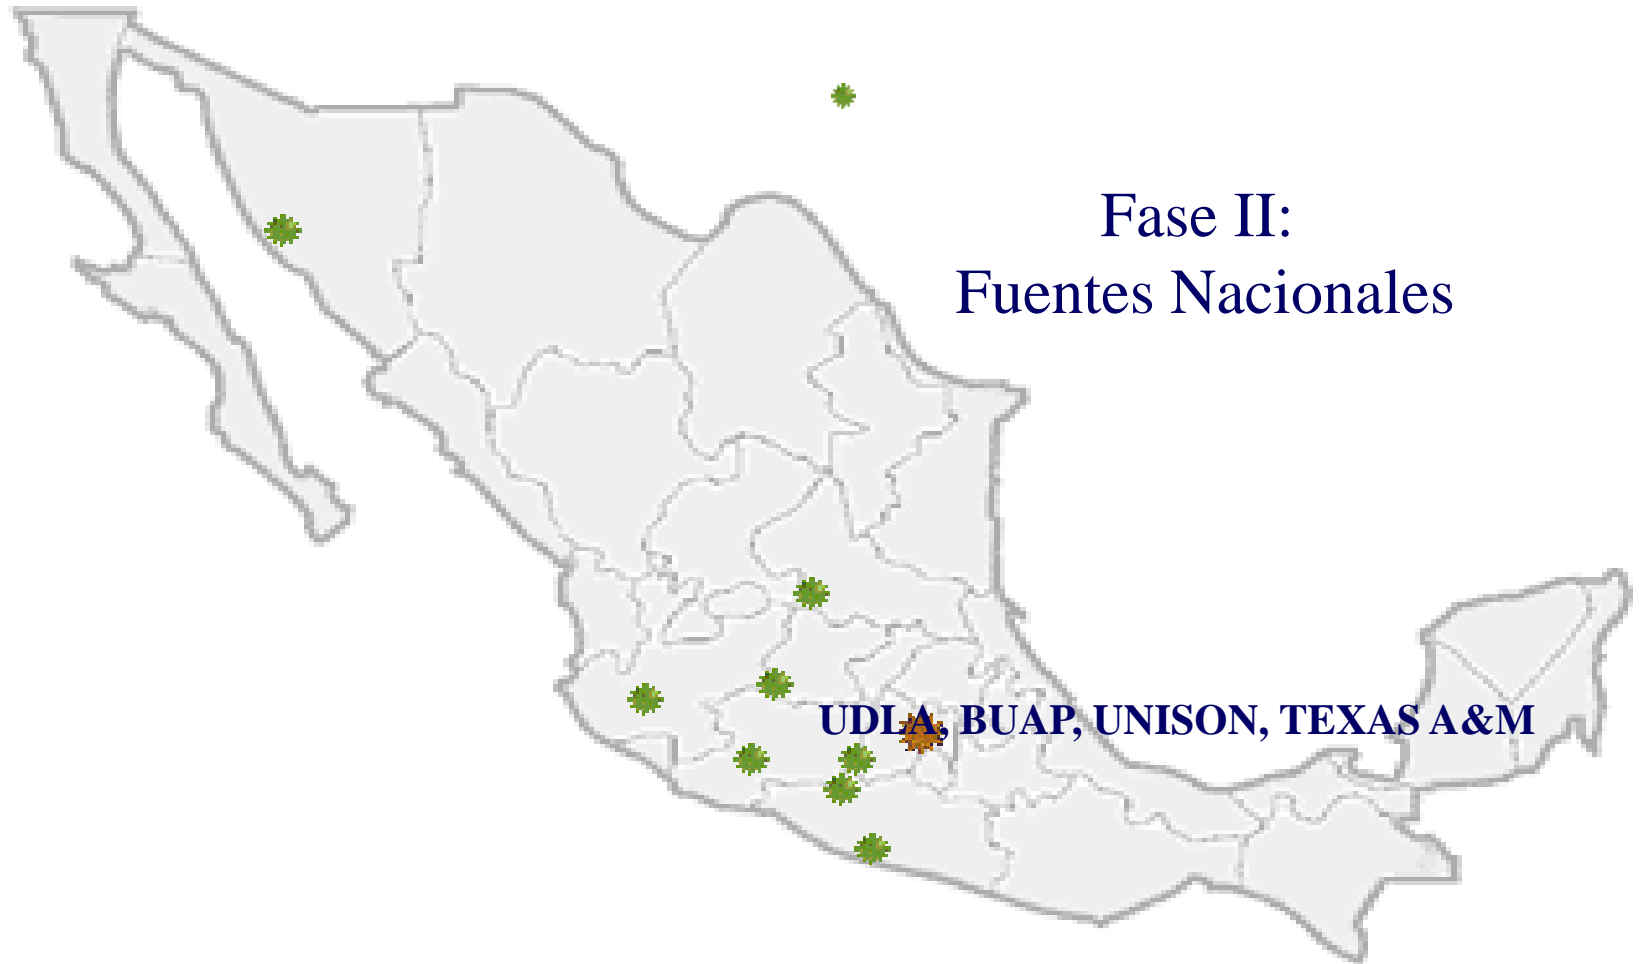 Fase II:
Fuentes Nacionales
UDLA, BUAP, UNISON, TEXAS A&M